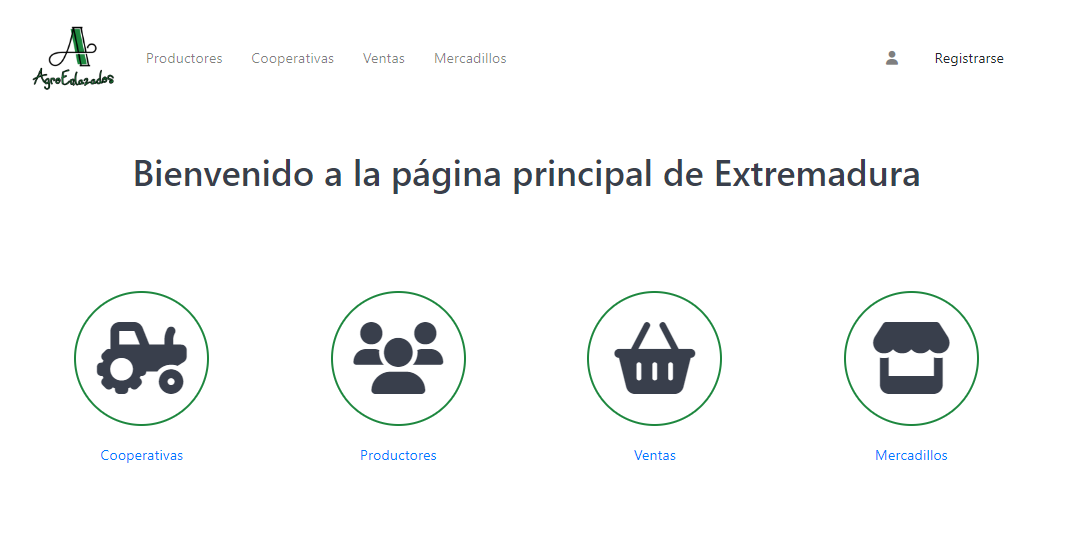 AgroEnlazados
Productores Cooperativas Ventas Mercadillos Registrarse
Bienvenido a la página principal de Extremadura
Cooperativas Productores Ventas Mercadillos